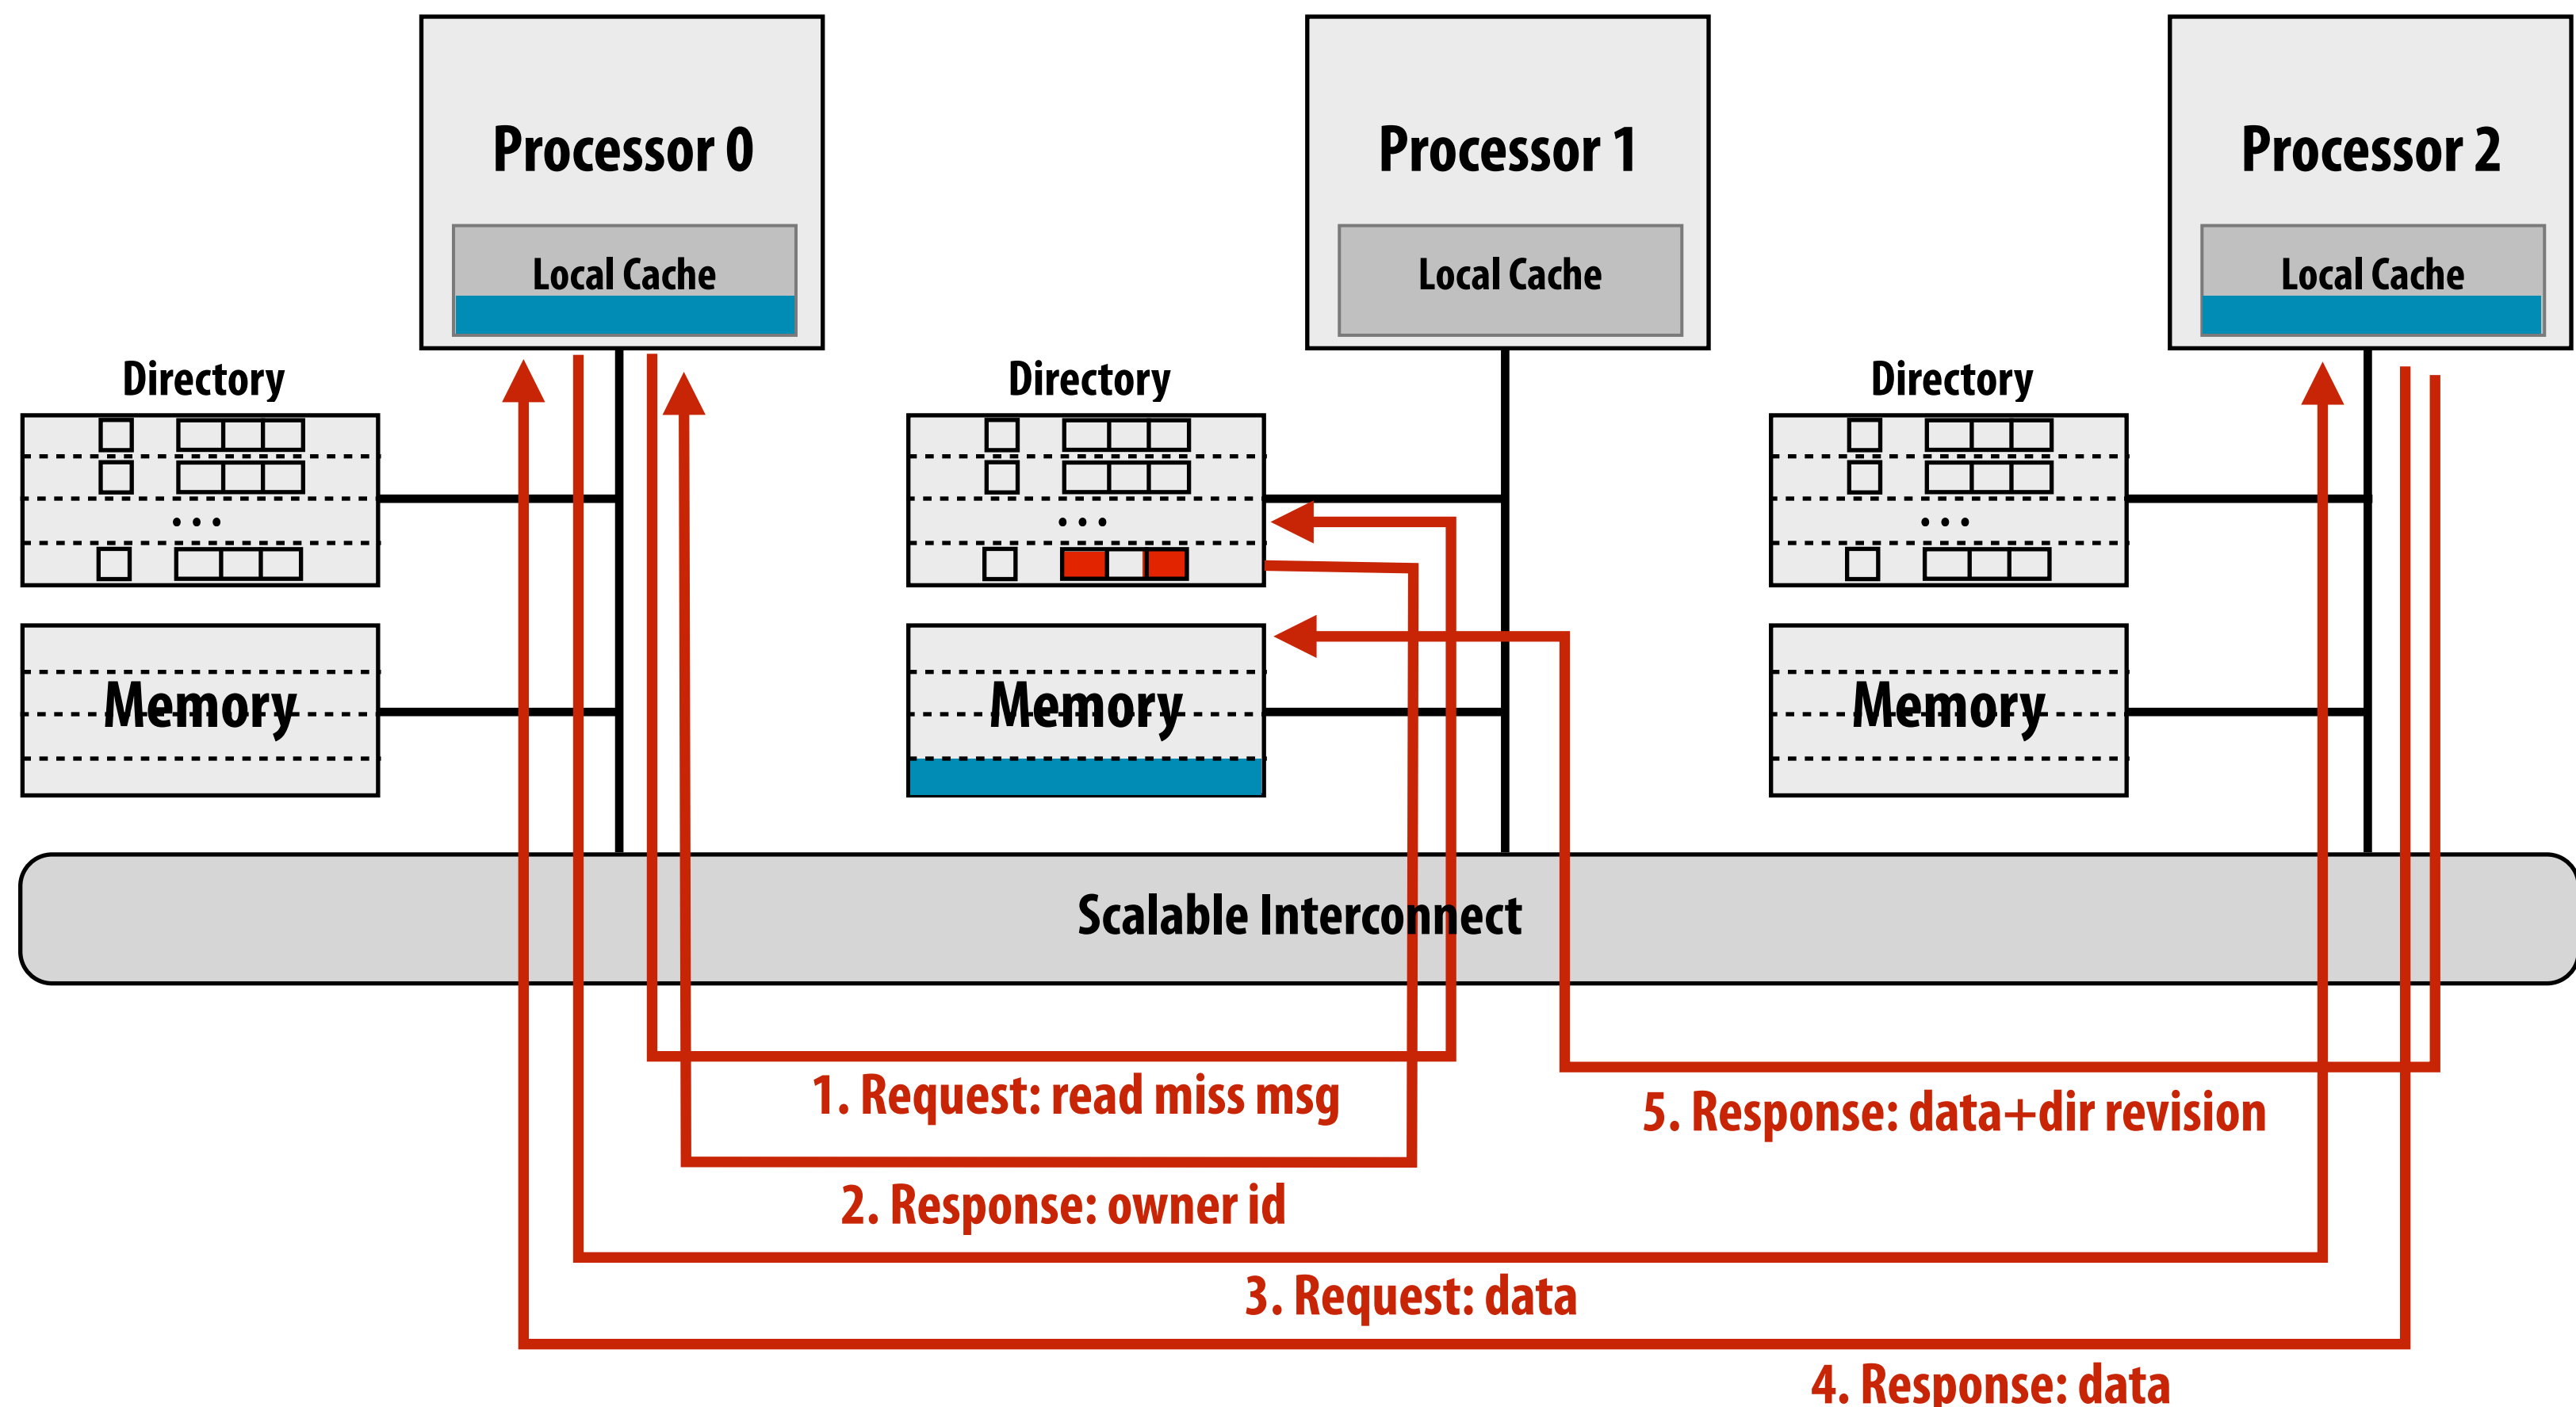 Processor 0
Processor 1
Processor 2
Local Cache
Local Cache
Local Cache
Directory
Directory
Directory
...
...
...
Memory
Memory
Memory
Scalable Interconnect
1. Request: read miss msg
5. Response: data+dir revision
2. Response: owner id
3. Request: data
4. Response: data